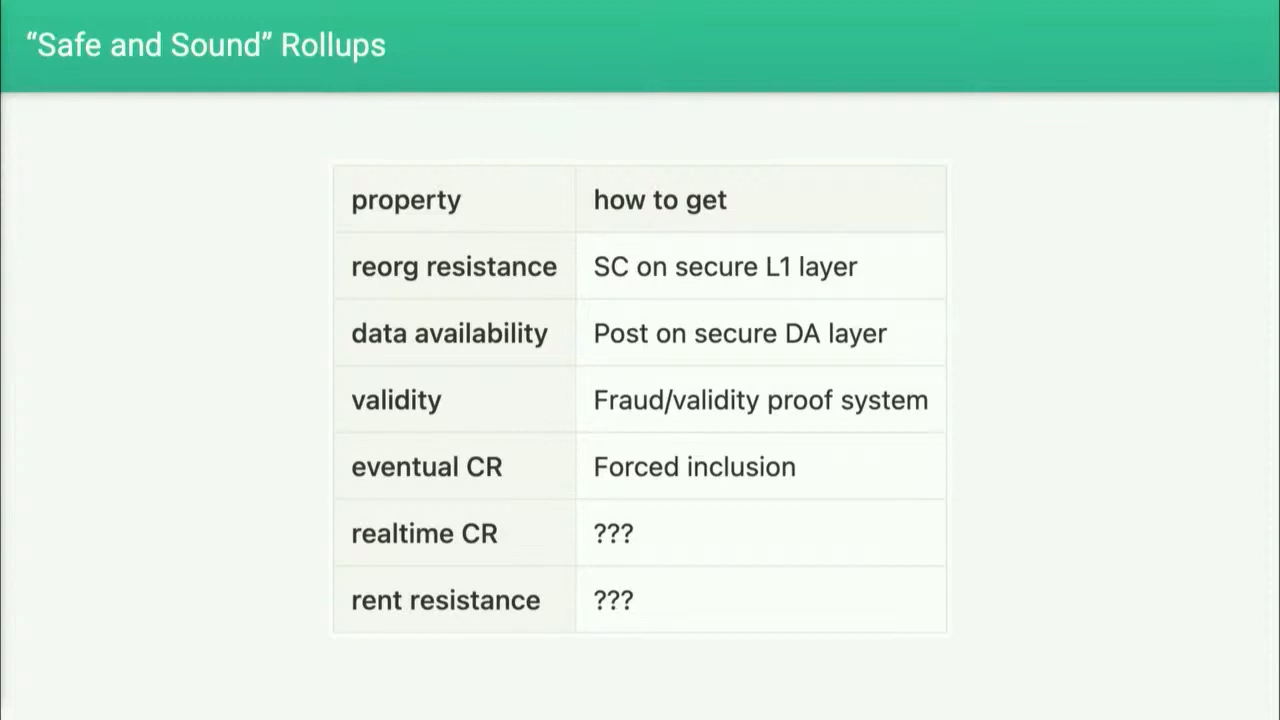 “Safe and Sound” Rollups
property how to get
reorg resistance SC on secure L1 layer
data availability Post on secure DA layer
validity Fraud/validity proof system
eventual CR Forced inclusion
realtime CR ???
rent resistance ???